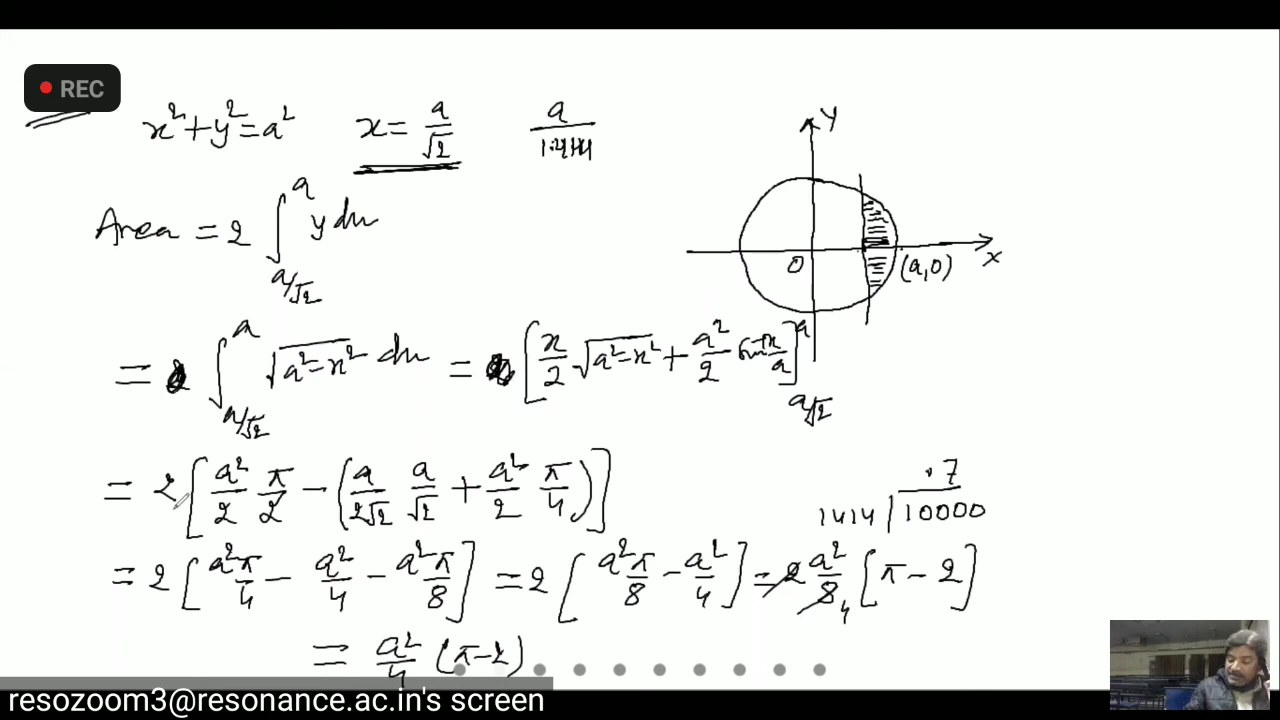 REC
x²+y²=a² x= a/√2 a/1.414
Y
Area = 2 ∫_{a/√2}^{a} y dx
O (a,0) X
= 2 ∫_{a/√2}^{a} √(a²-x²) dx = 2 [ x/2 √(a²-x²) + a²/2 sin⁻¹ x/a ]_{a/√2}^{a}
= 2 [ a²/2 π/2 - ( a/2√2 a/√2 + a²/2 π/4 ) ]
.7
1414 | 10000
= 2 [ a²π/4 - a²/4 - a²π/8 ] = 2 [ a²π/8 - a²/4 ] = 2 a²/8 4 [ π - 2 ]
= a²/4 (π-2)
resozoom3@resonance.ac.in's screen